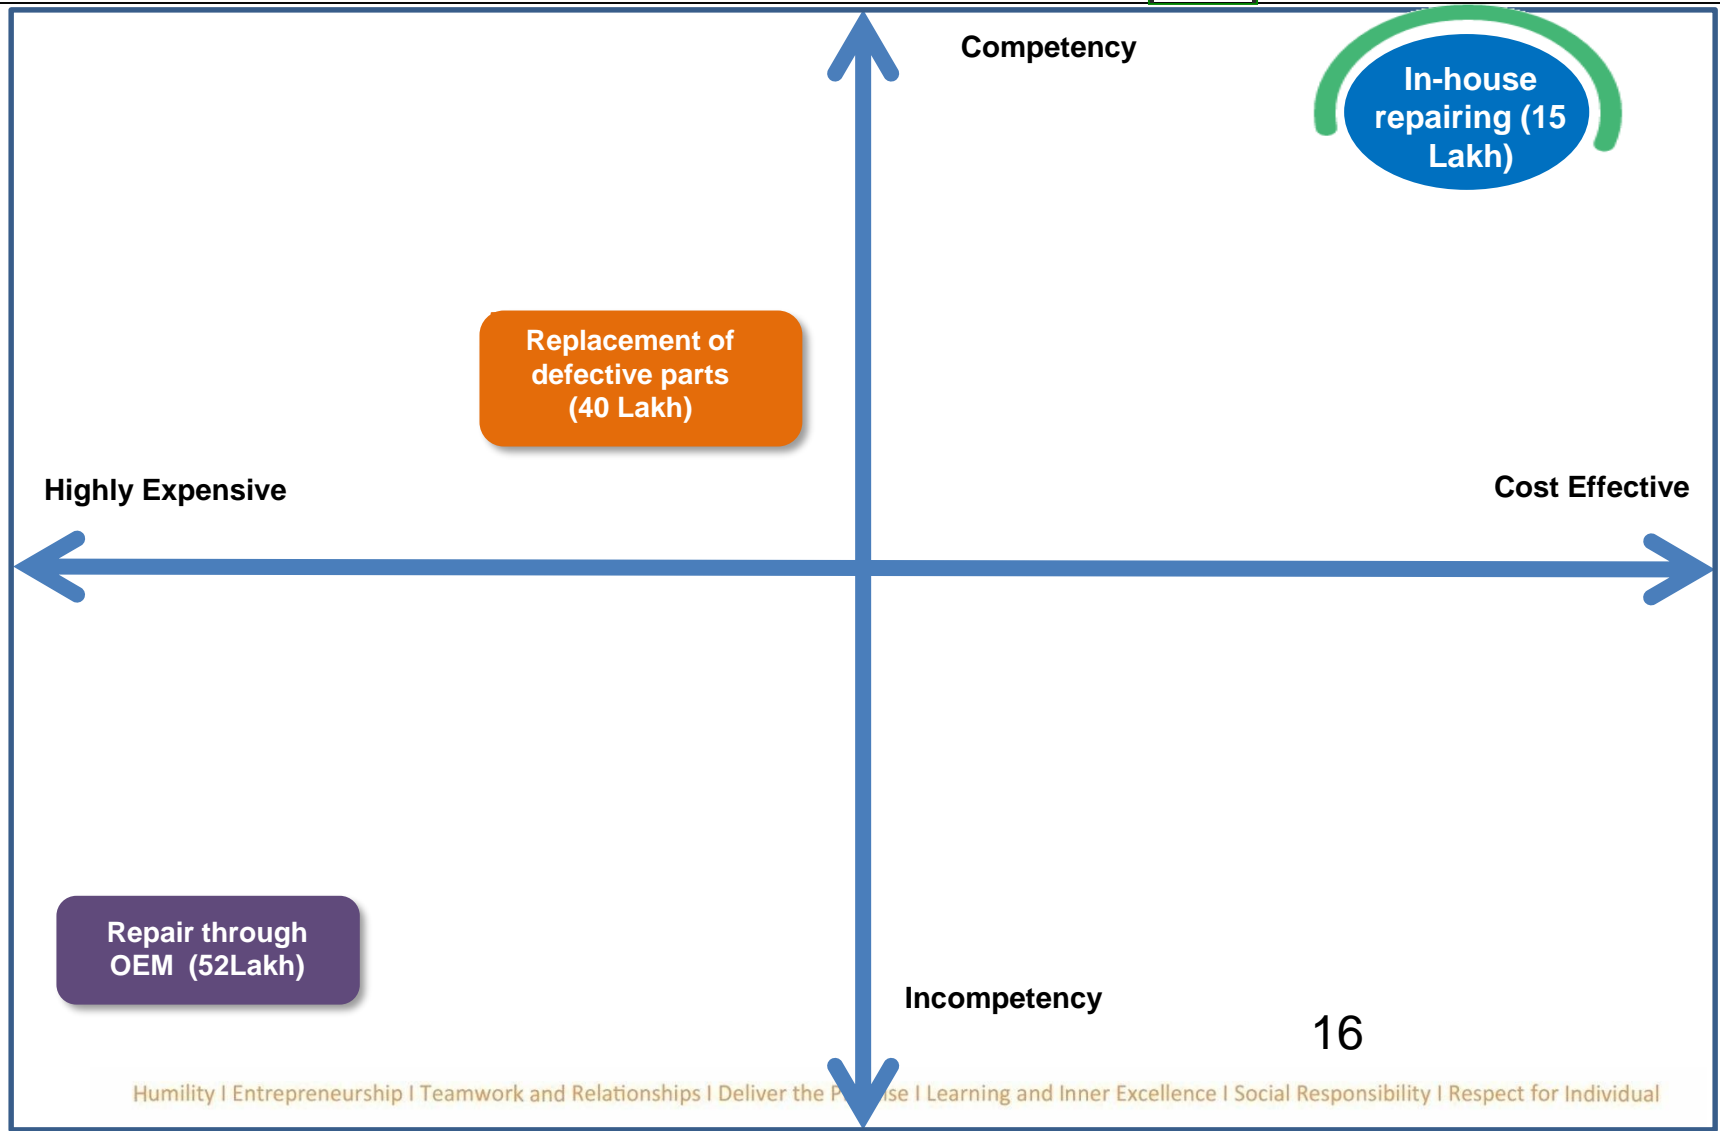 Competency
In-house
repairing (15
Lakh)
Replacement of
defective parts
(40 Lakh)
Highly Expensive
Cost Effective
Repair through
OEM (52Lakh)
Incompetency
16
Humility I Entrepreneurship I Teamwork and Relationships I Deliver the I Learning and Inner Excellence I Social Responsibility I Respect for Individual